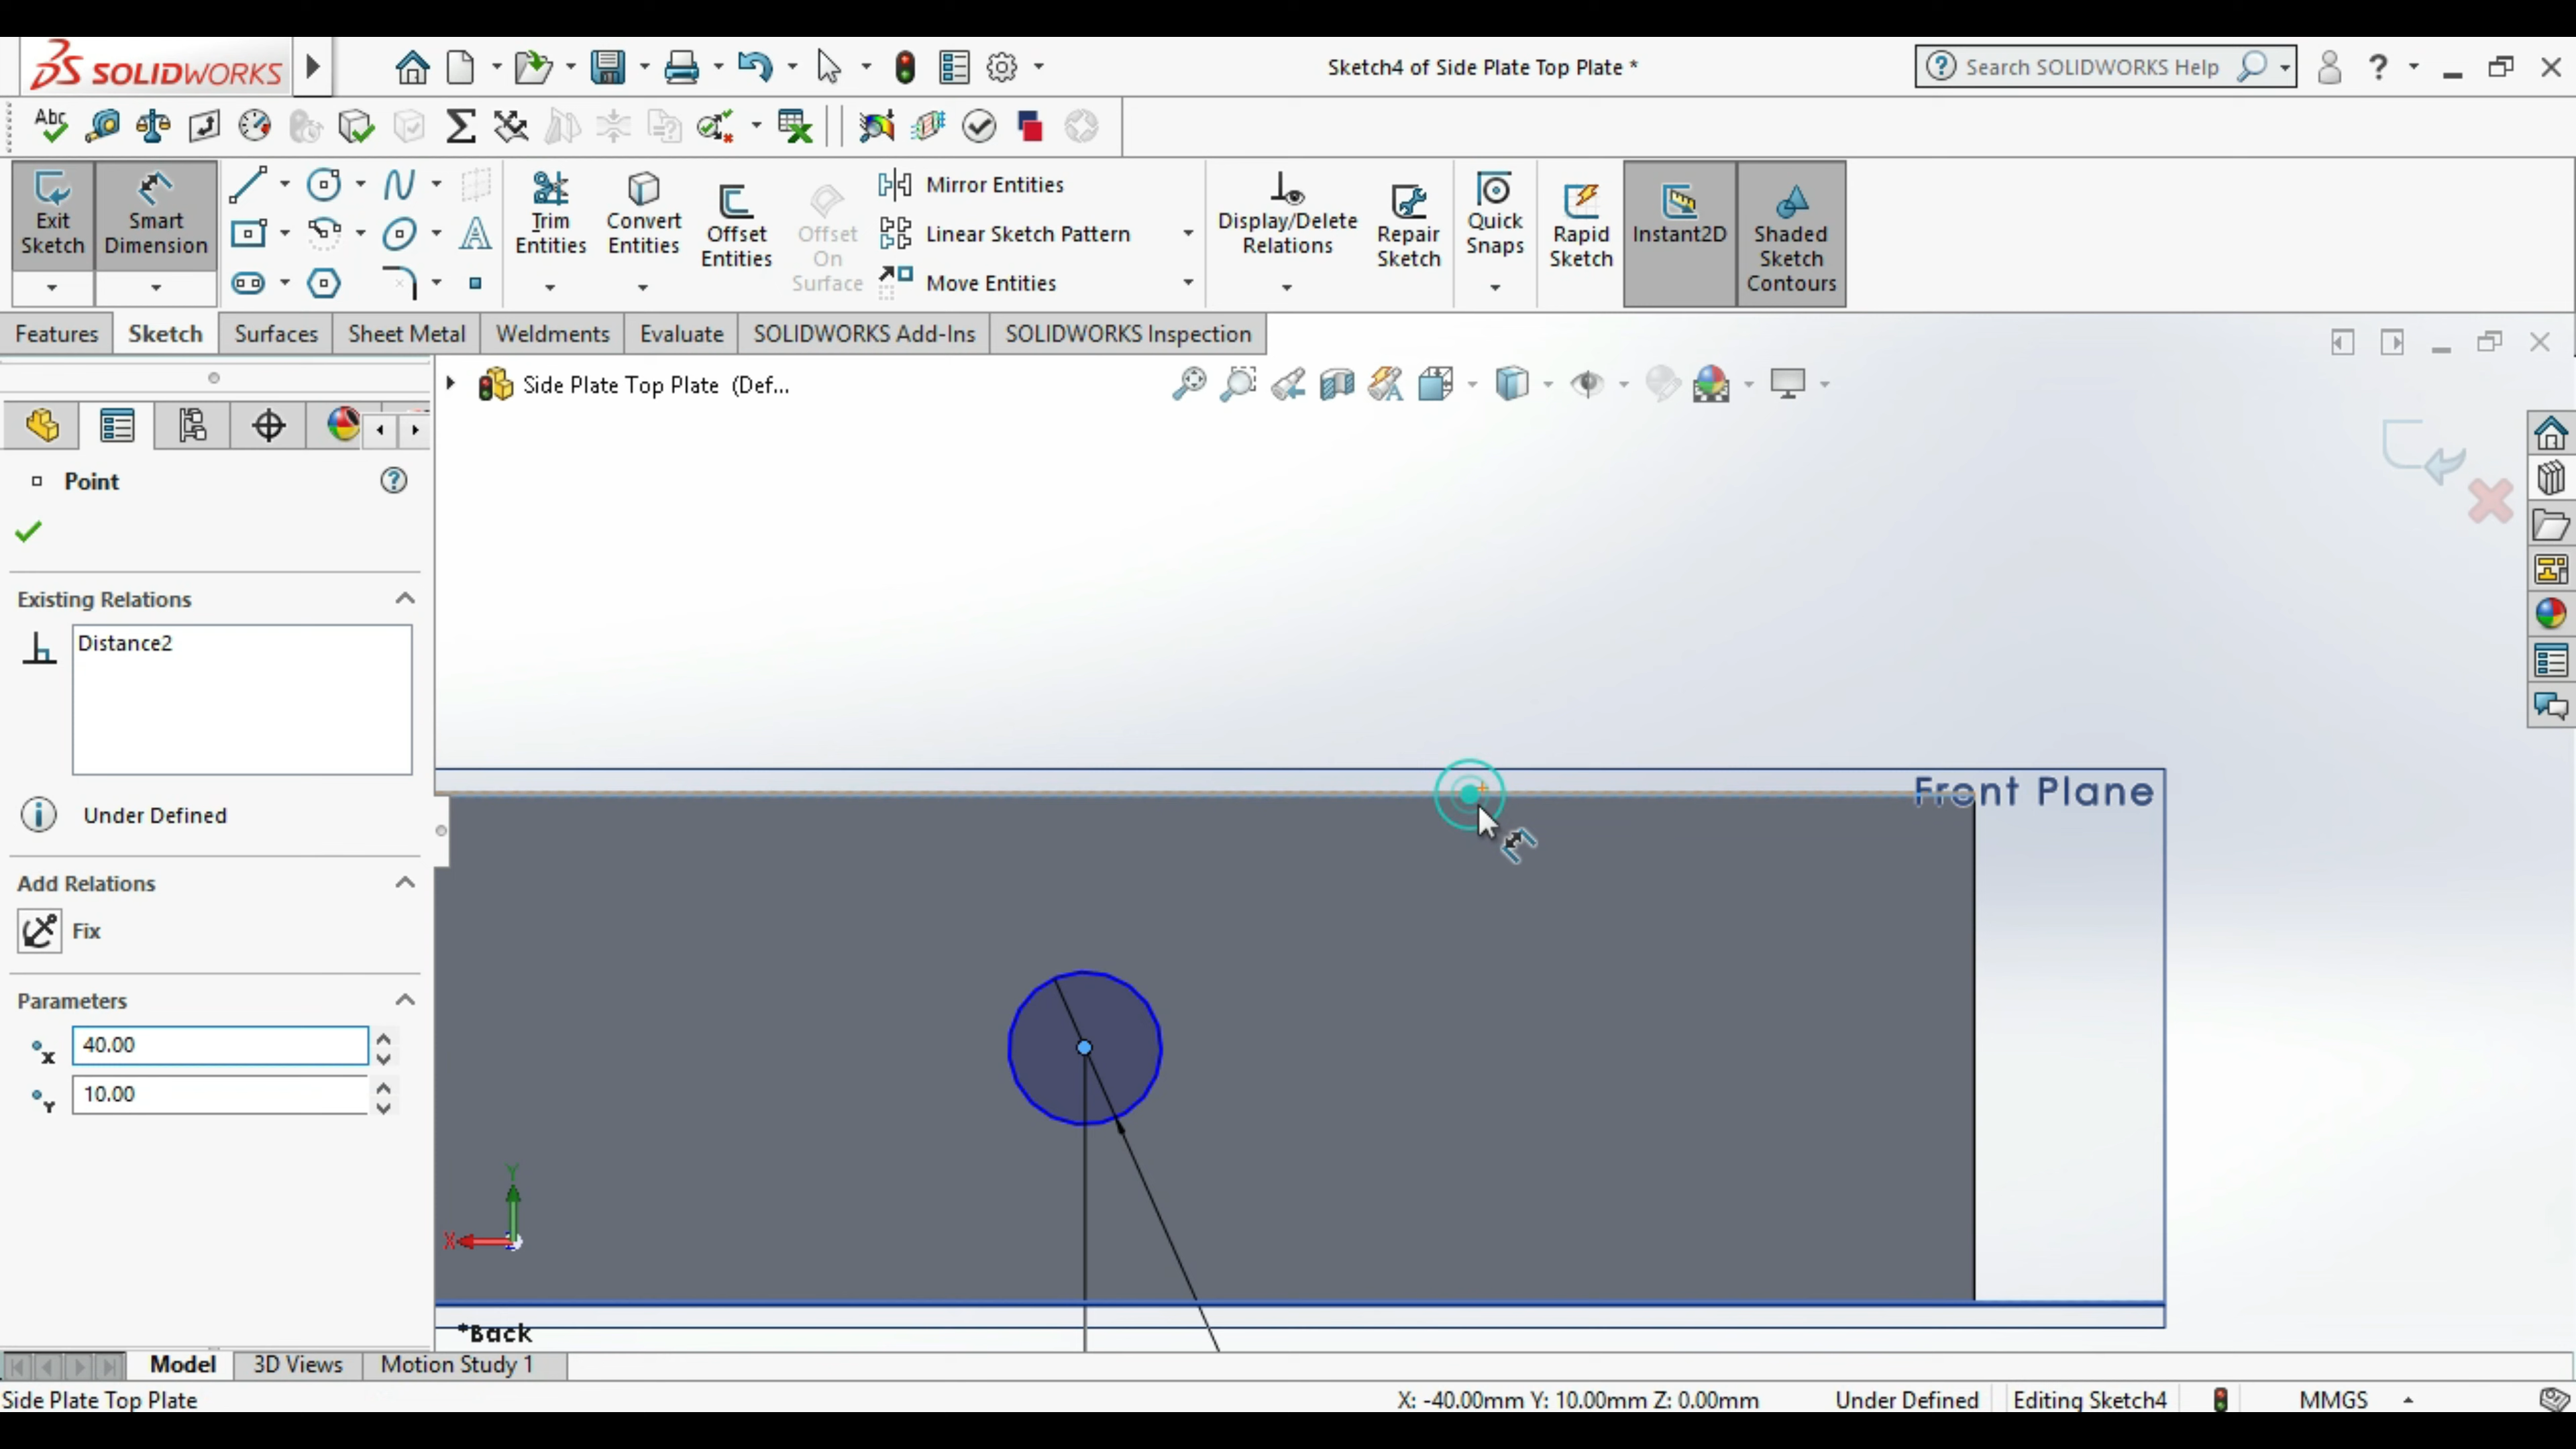 SOLIDWORKS
Sketch4 of Side Plate Top Plate *
Search SOLIDWORKS Help
Abc
Exit Sketch
Smart Dimension
Trim Entities
Convert Entities
Offset Entities
Offset On Surface
Mirror Entities
Linear Sketch Pattern
Move Entities
Display/Delete Relations
Repair Sketch
Quick Snaps
Rapid Sketch
Instant2D
Shaded Sketch Contours
Features
Sketch
Surfaces
Sheet Metal
Weldments
Evaluate
SOLIDWORKS Add-Ins
SOLIDWORKS Inspection
Side Plate Top Plate (Def...
Point
Existing Relations
Distance2
Under Defined
Add Relations
Fix
Parameters
X
40.00
Y
10.00
Front Plane
Y
X
*Back
Model
3D Views
Motion Study 1
Side Plate Top Plate
X: -40.00mm Y: 10.00mm Z: 0.00mm
Under Defined
Editing Sketch4
MMGS